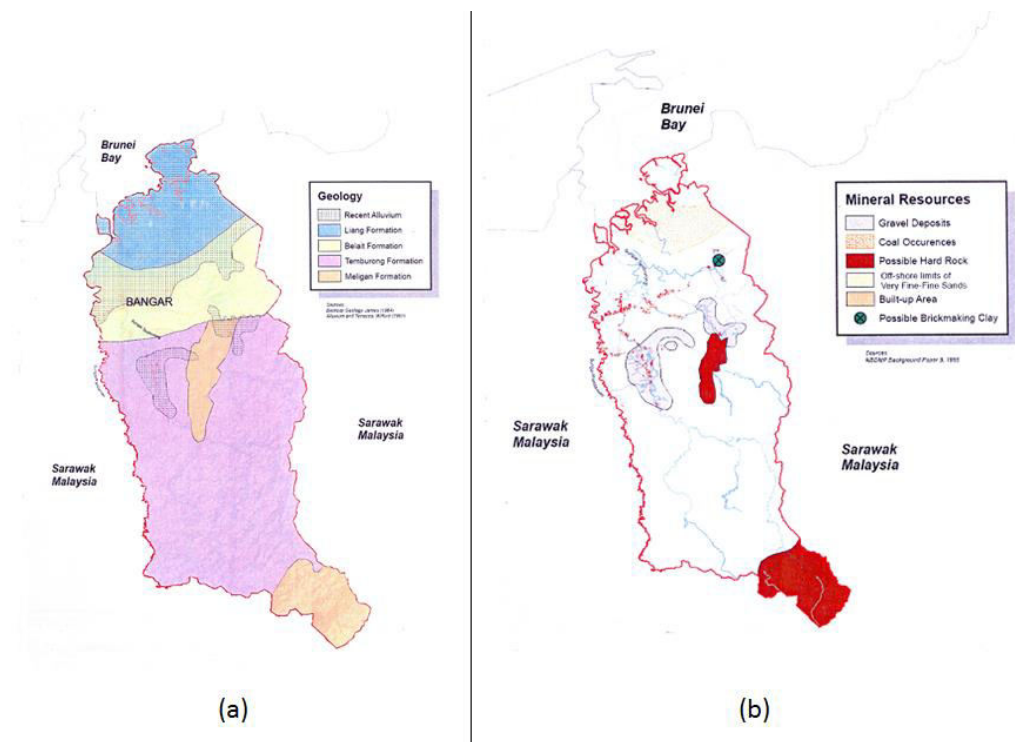 Brunei
Bay
Geology
Recent Alluvium
Liang Formation
Belait Formation
Temburong Formation
Meligan Formation
BANGAR
Sources
Sarawak
Malaysia
Sarawak
Malaysia
(a)
Brunei
Bay
Mineral Resources
Gravel Deposits
Coal Occurences
Possible Hard Rock
Off-shore limits of
Very Fine-Fine Sands
Built-up Area
Possible Brickmaking Clay
Sources
Sarawak
Malaysia
Sarawak
Malaysia
(b)